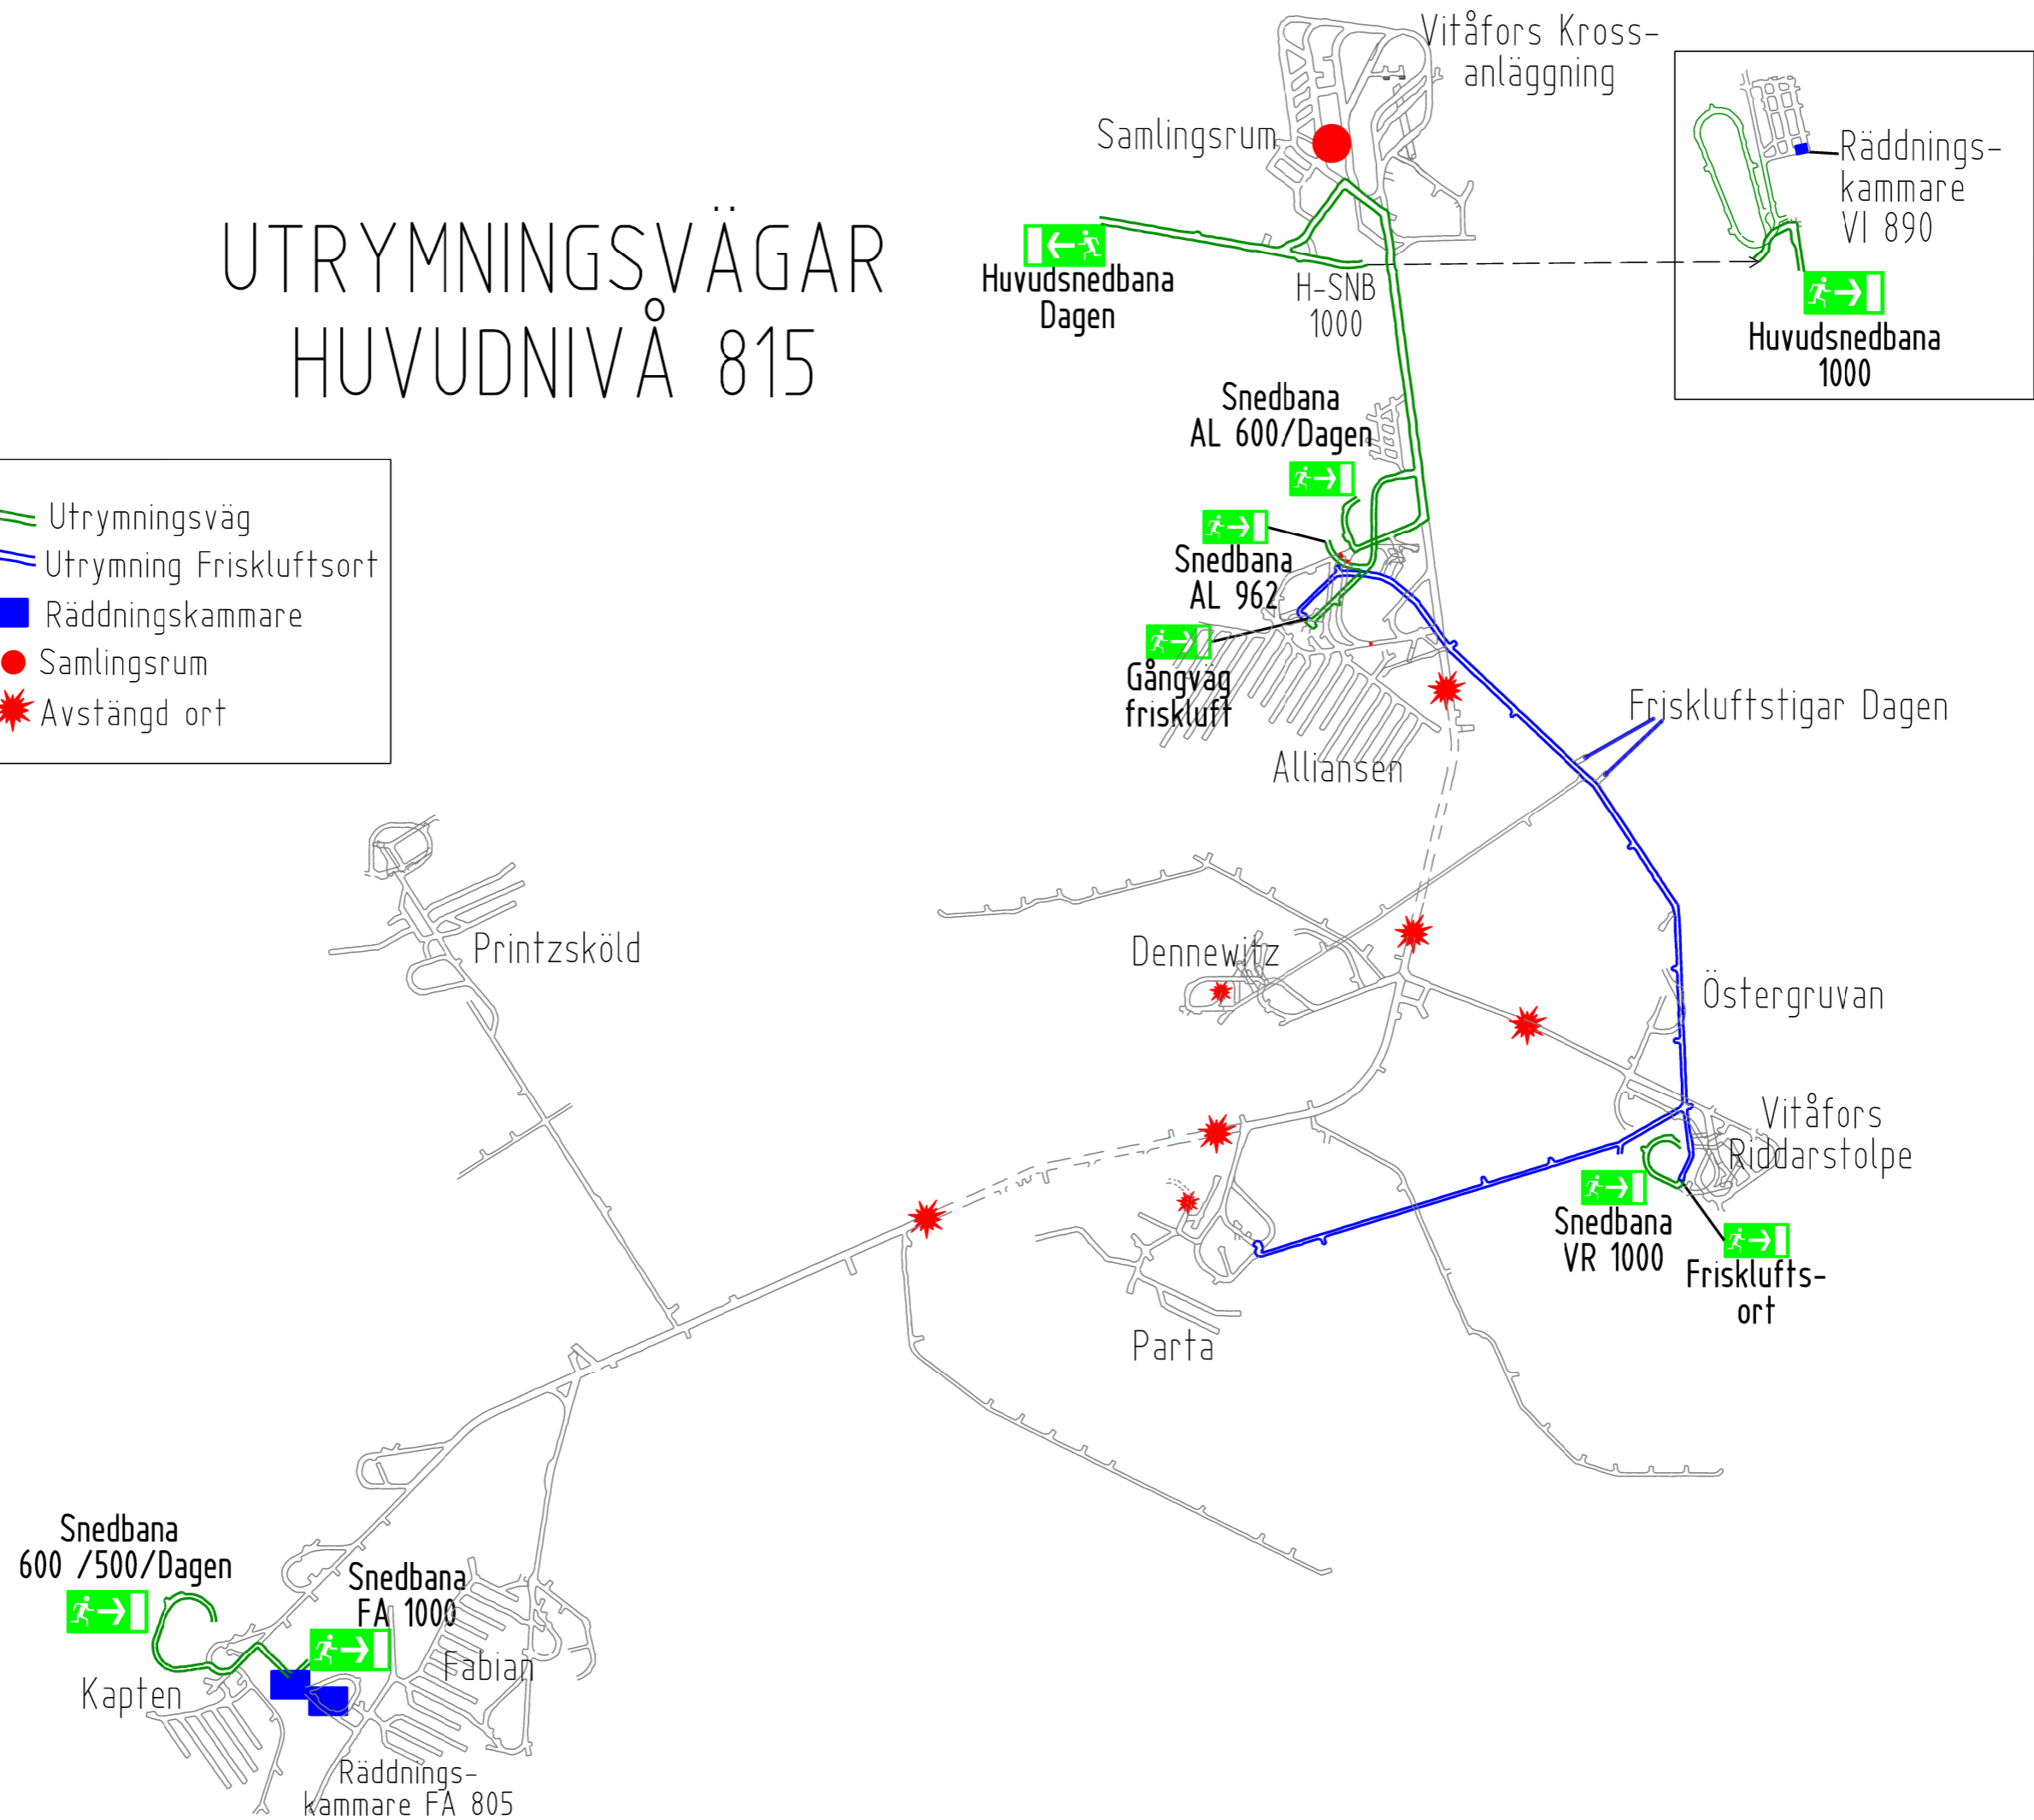 UTRYMNINGSVÄGAR
HUVUDNIVÅ 815
Utrymningsväg
Utrymning Friskluftsort
Räddningskammare
Samlingsrum
Avstängd ort
Vitåfors Kross-
anläggning
Samlingsrum
Huvudsnedbana
Dagen
H-SNB
1000
Räddnings-
kammare
VI 890
Huvudsnedbana
1000
Snedbana
AL 600/Dagen
Snedbana
AL 962
Gångväg
friskluft
Alliansen
Friskluftstigar Dagen
Printzsköld
Dennewitz
Östergruvan
Vitåfors
Riddarstolpe
Snedbana
VR 1000
Frisklufts-
ort
Parta
Snedbana
600 /500/Dagen
Snedbana
FA 1000
Fabian
Kapten
Räddnings-
kammare FA 805